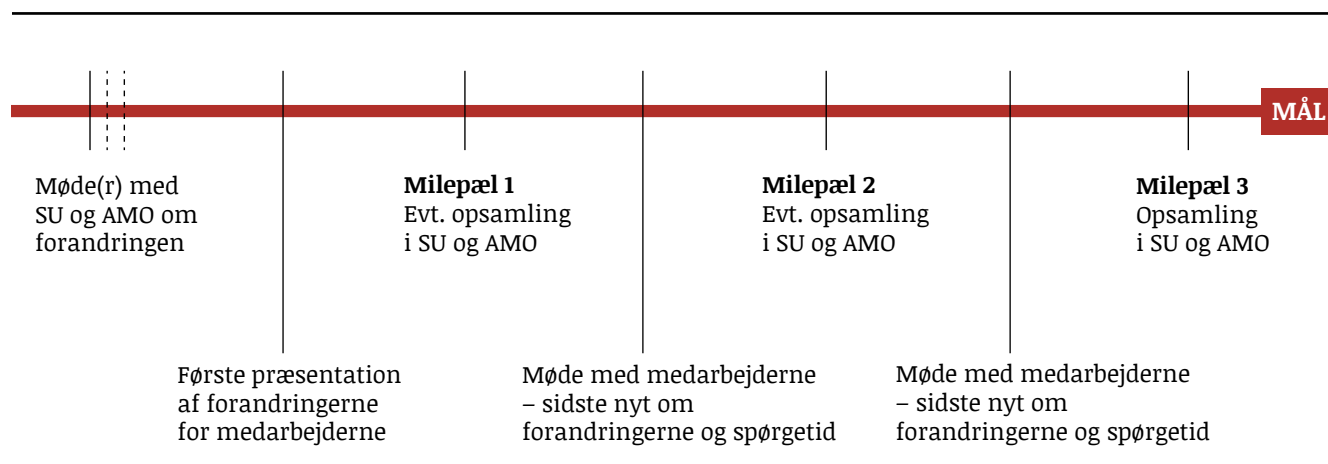 MÅL
Møde(r) med
SU og AMO om
forandringen
Milepæl 1
Evt. opsamling
i SU og AMO
Milepæl 2
Evt. opsamling
i SU og AMO
Milepæl 3
Opsamling
i SU og AMO
Første præsentation
af forandringerne
for medarbejderne
Møde med medarbejderne
– sidste nyt om
forandringerne og spørgetid
Møde med medarbejderne
– sidste nyt om
forandringerne og spørgetid